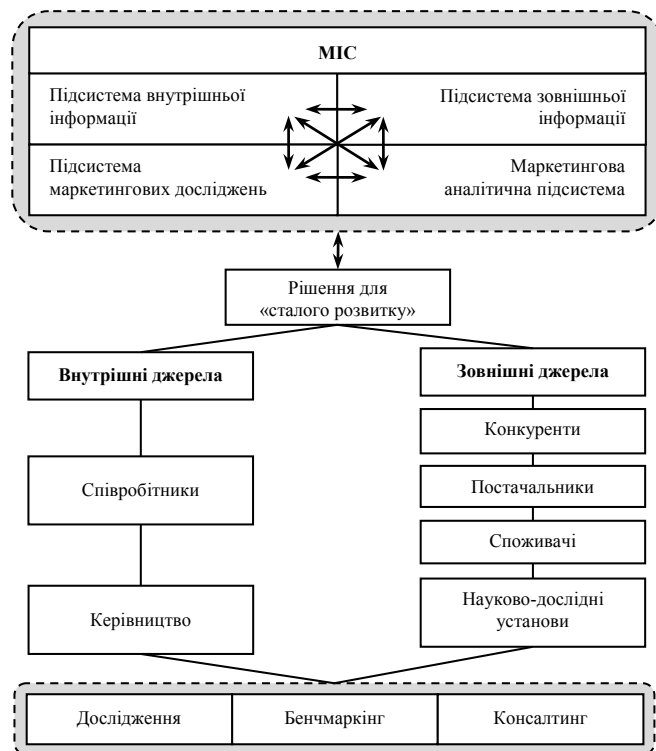 МІС
Підсистема внутрішньої
інформації
Підсистема зовнішньої
інформації
Підсистема
маркетингових досліджень
Маркетингова
аналітична підсистема
Рішення для
«сталого розвитку»
Внутрішні джерела
Співробітники
Керівництво
Зовнішні джерела
Конкуренти
Постачальники
Споживачі
Науково-дослідні
установи
Дослідження
Бенчмаркінг
Консалтинг